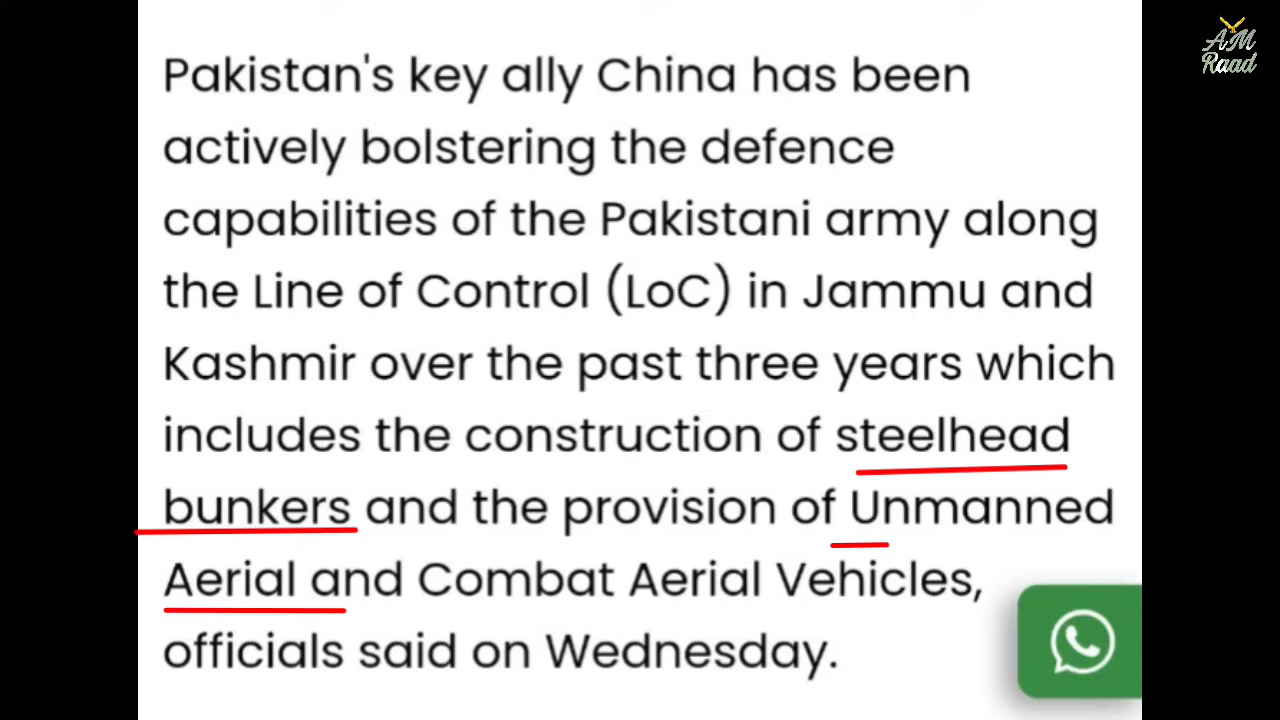 AM
Raad
Pakistan's key ally China has been
actively bolstering the defence
capabilities of the Pakistani army along
the Line of Control (LoC) in Jammu and
Kashmir over the past three years which
includes the construction of steelhead
bunkers and the provision of Unmanned
Aerial and Combat Aerial Vehicles,
officials said on Wednesday.